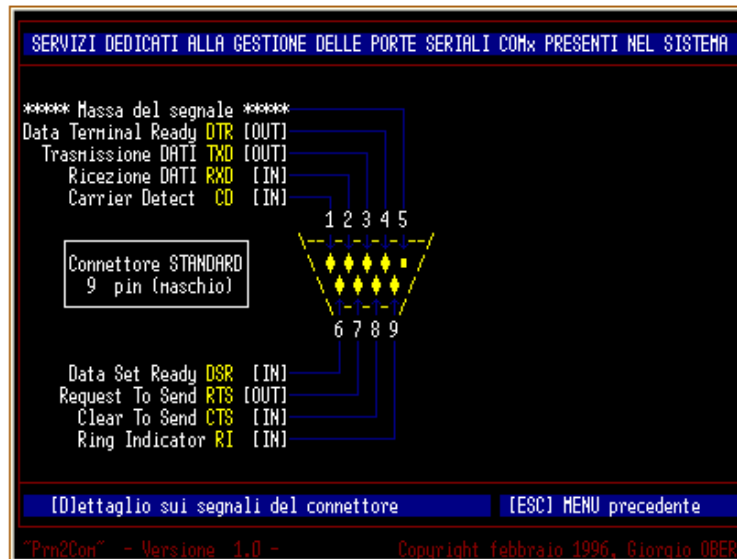 SERVIZI DEDICATI ALLA GESTIONE DELLE PORTE SERIALI COMx PRESENTI NEL SISTEMA
***** Massa del segnale *****
Data Terminal Ready DTR [OUT]
Trasmissione DATI TXD [OUT]
Ricezione DATI RXD [IN]
Carrier Detect CD [IN]
1 2 3 4 5
Connettore STANDARD
9 pin (maschio)
6 7 8 9
Data Set Ready DSR [IN]
Request To Send RTS [OUT]
Clear To Send CTS [IN]
Ring Indicator RI [IN]
[D]ettaglio sui segnali del connettore [ESC] MENU precedente
"Prn2Com" - Versione 1.0 - Copyright febbraio 1996, Giorgio OBER